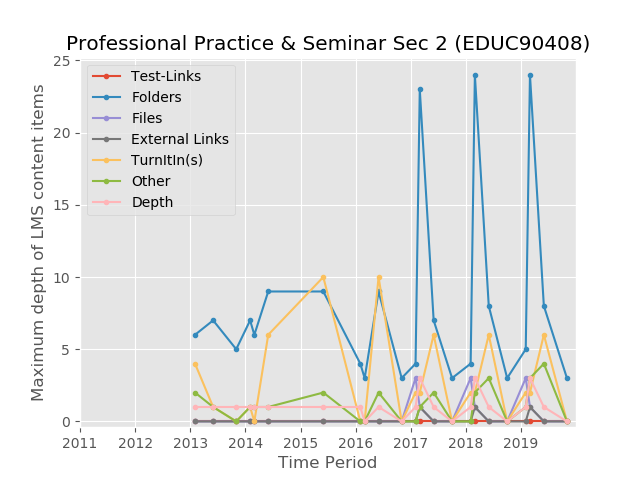 Professional Practice & Seminar Sec 2 (EDUC90408)
Maximum depth of LMS content items
25
20
15
10
5
0
Test-Links
Folders
Files
External Links
TurnItIn(s)
Other
Depth
2011 2012 2013 2014 2015 2016 2017 2018 2019
Time Period